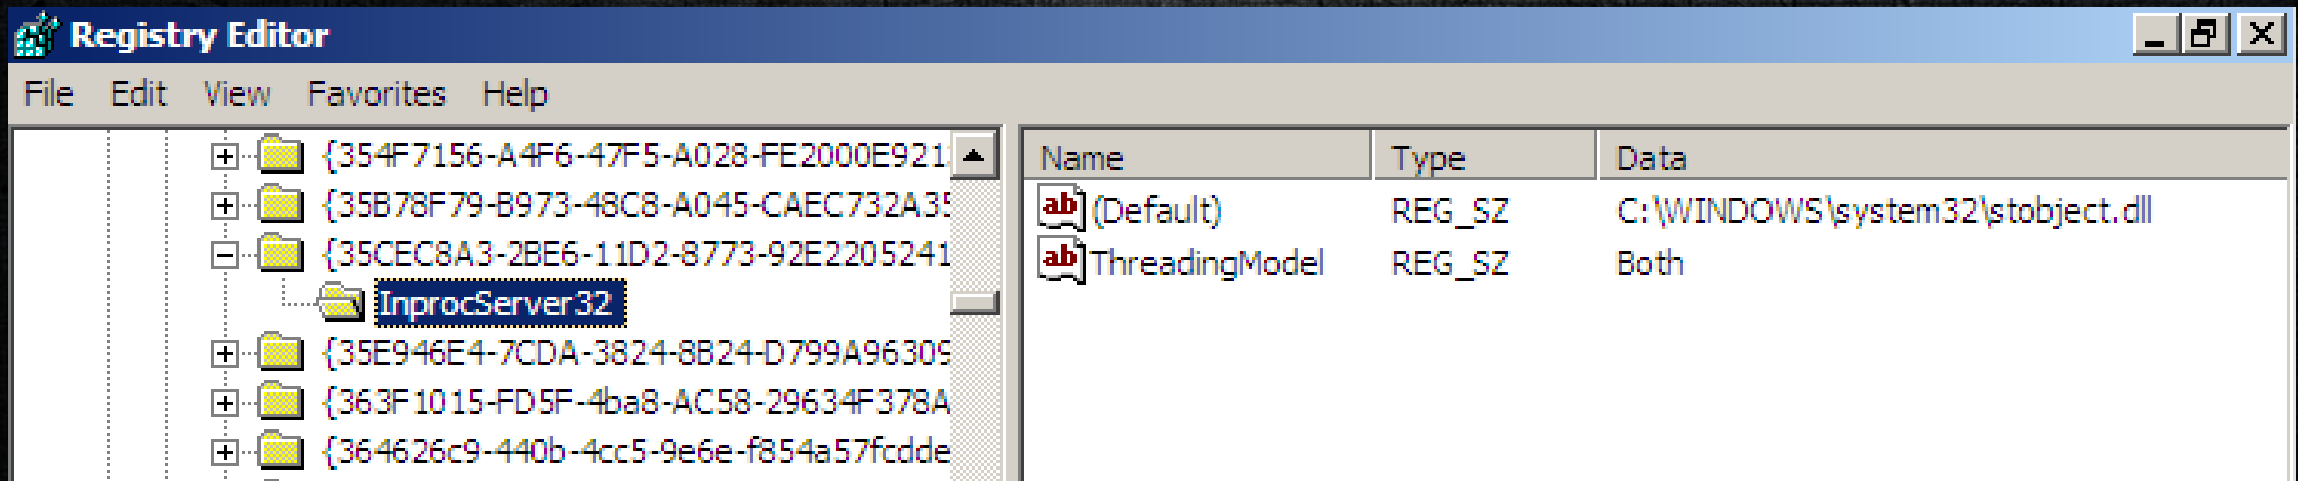 Registry Editor
File Edit View Favorites Help
{354F7156-A4F6-47F5-A028-FE2000E921
{35B78F79-B973-48C8-A045-CAEC732A35
{35CEC8A3-2BE6-11D2-8773-92E2205241
InprocServer32
{35E946E4-7CDA-3824-8B24-D799A96309
{363F1015-FD5F-4ba8-AC58-29634F378A
{364626c9-440b-4cc5-9e6e-f854a57fcdde
Name Type Data
(Default) REG_SZ C:\WINDOWS\system32\stobject.dll
ThreadingModel REG_SZ Both